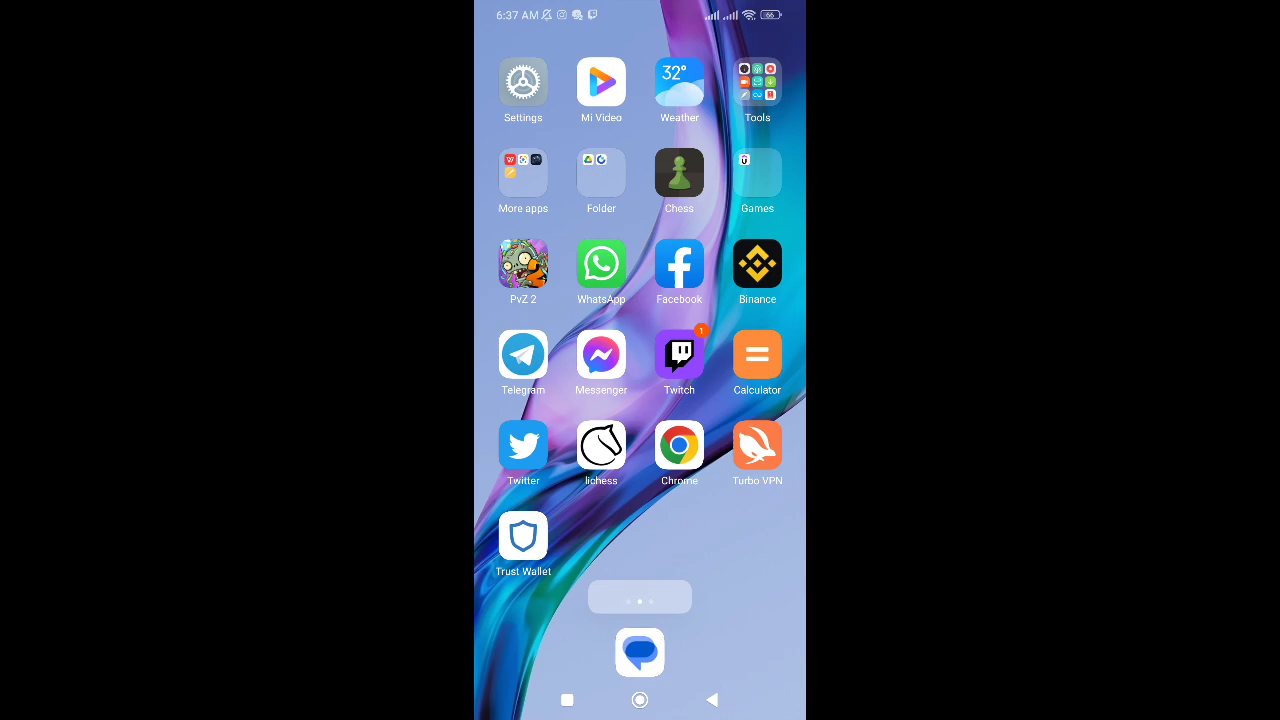 6:37 AM
66
32°
Settings
Mi Video
Weather
Tools
More apps
Folder
Chess
Games
PvZ 2
WhatsApp
Facebook
Binance
1
Telegram
Messenger
Twitch
Calculator
Twitter
lichess
Chrome
Turbo VPN
Trust Wallet